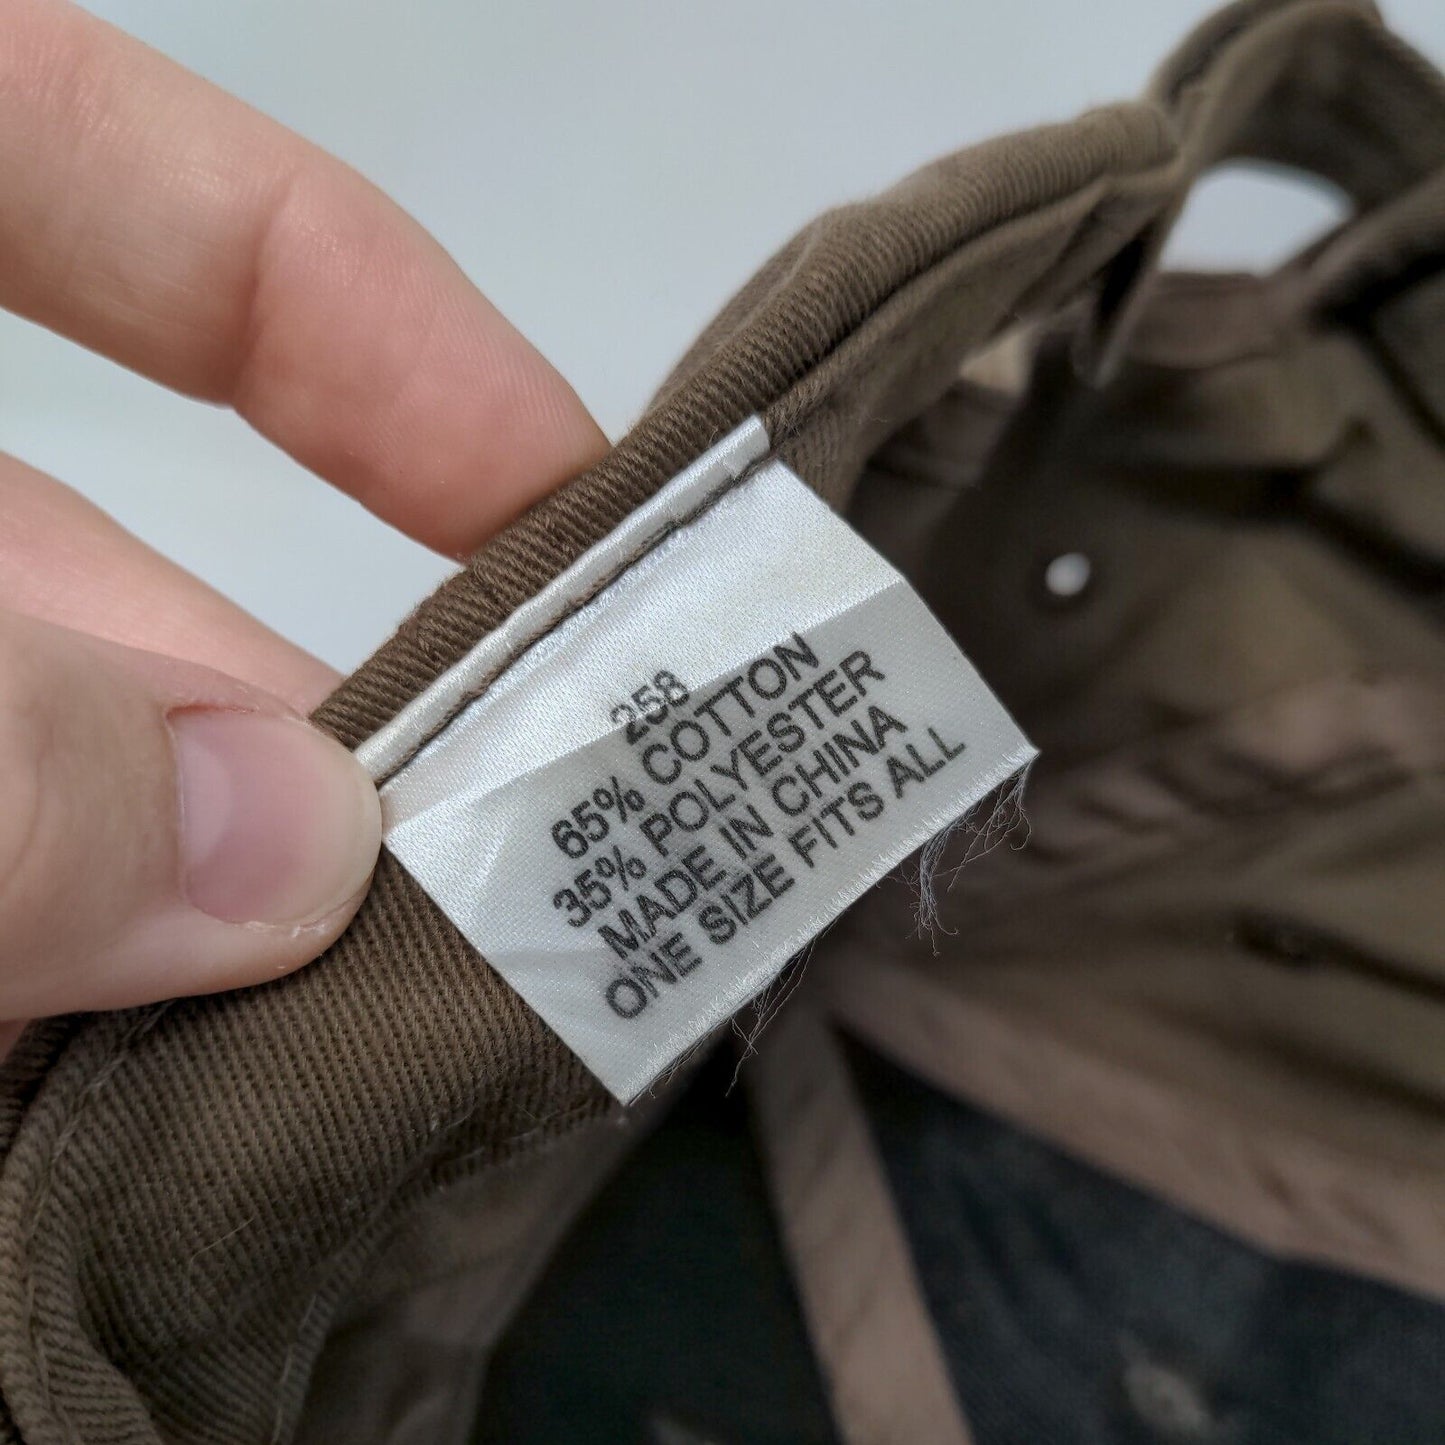 258
65% COTTON
35% POLYESTER
MADE IN CHINA
ONE SIZE FITS ALL